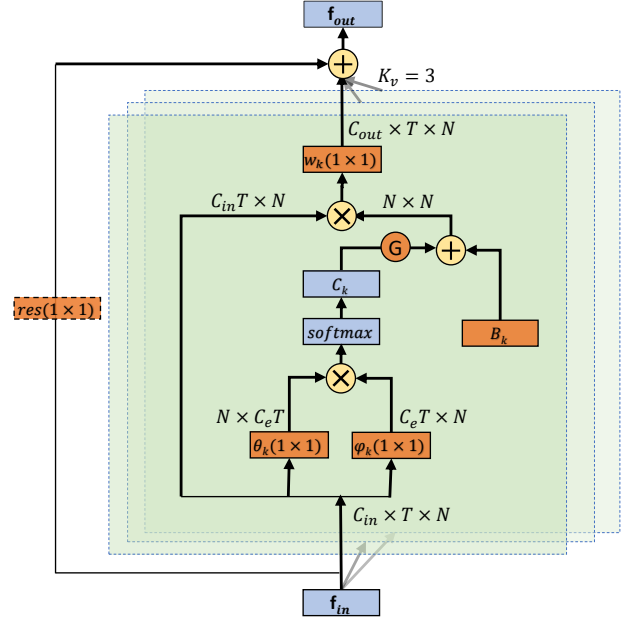 f_out
+
K_v = 3
C_out × T × N
w_k(1 × 1)
C_in T × N
N × N
×
G
+
C_k
res(1 × 1)
softmax
B_k
×
N × C_e T
C_e T × N
θ_k(1 × 1)
φ_k(1 × 1)
C_in × T × N
f_in